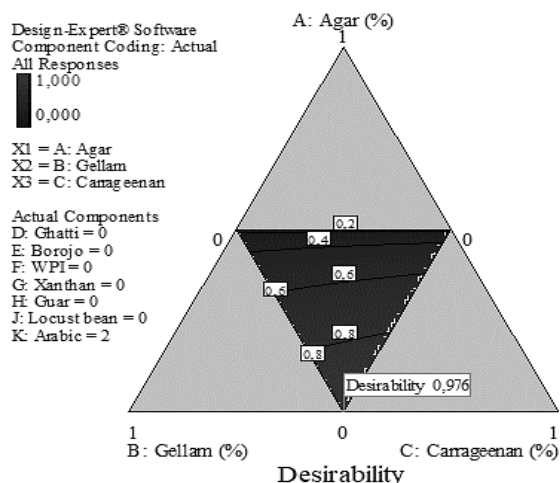 Design-Expert® Software
Component Coding: Actual
All Responses
1,000
0,000
X1 = A: Agar
X2 = B: Gellam
X3 = C: Carrageenan
Actual Components
D: Ghatti = 0
E: Borojo = 0
F: WPI = 0
G: Xanthan = 0
H: Guar = 0
J: Locust bean = 0
K: Arabic = 2
A: Agar (%)
1
0.2
0 0
0.4
0.6
0.6
0.8
0.8
Desirability 0,976
1 0 1
B: Gellam (%) C: Carrageenan (%)
Desirability